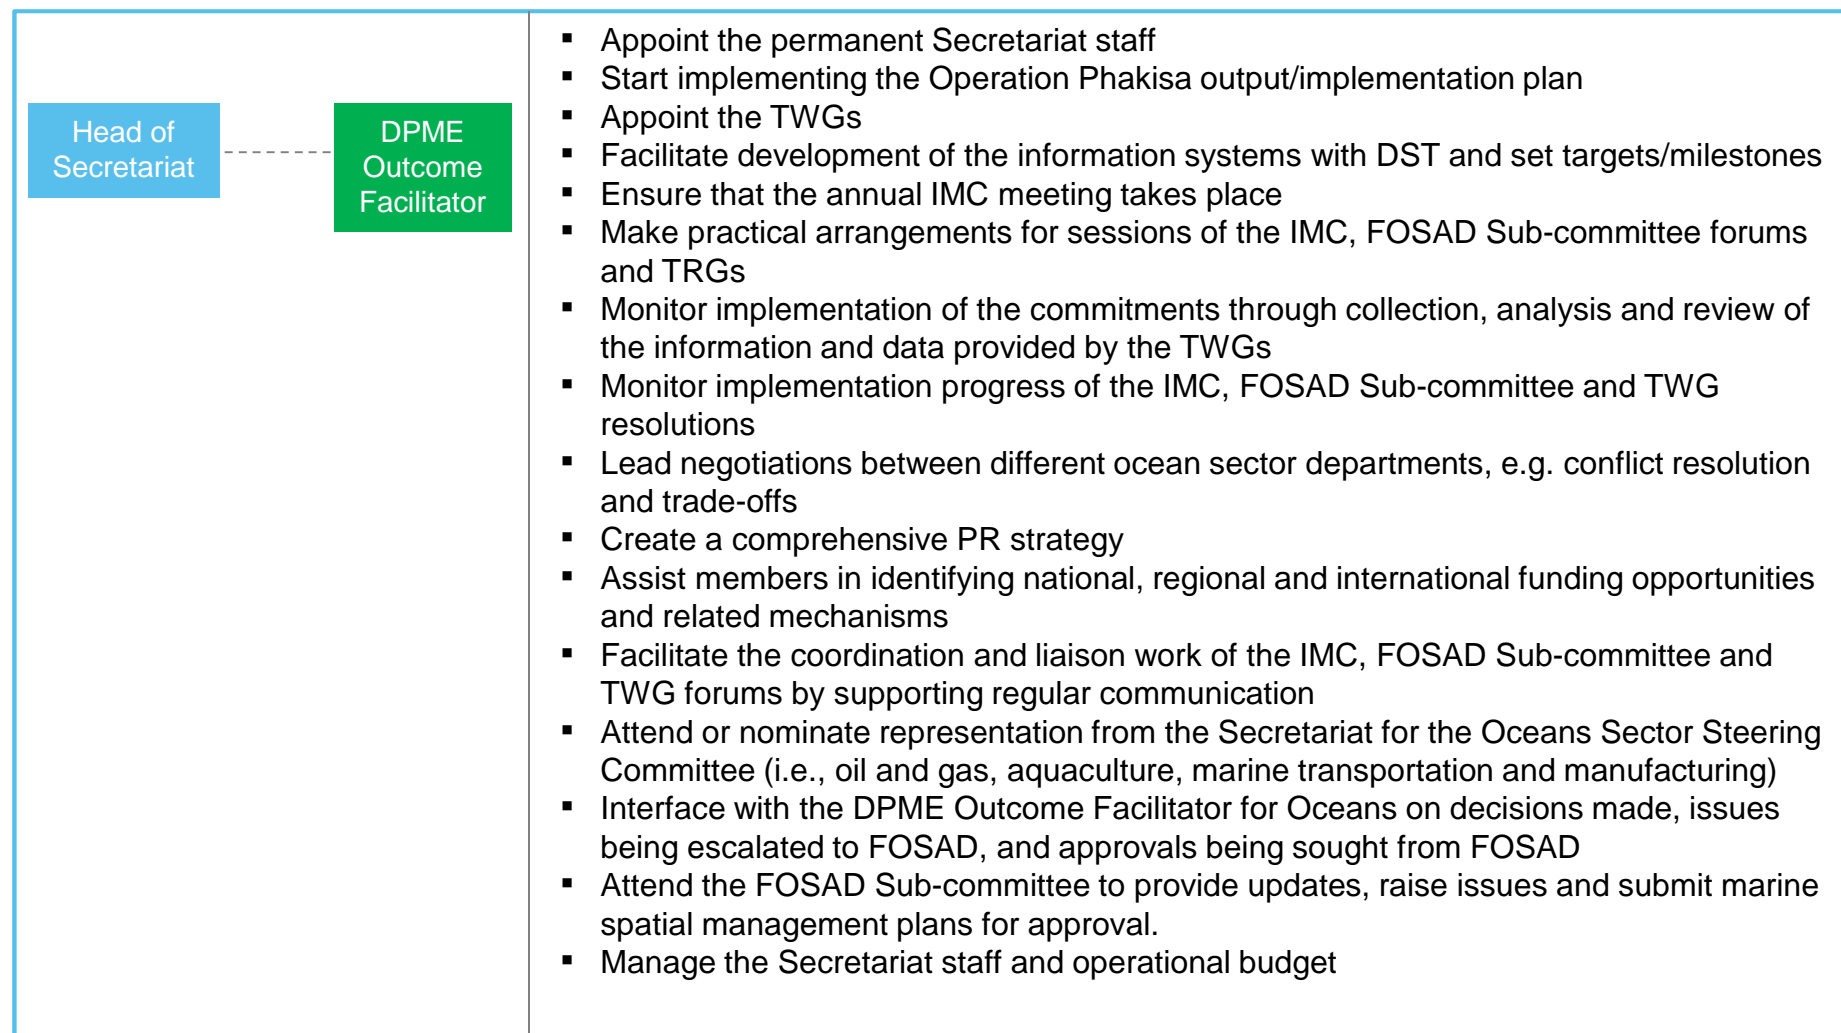 Head of
Secretariat
DPME
Outcome
Facilitator
▪ Appoint the permanent Secretariat staff
▪ Start implementing the Operation Phakisa output/implementation plan
▪ Appoint the TWGs
▪ Facilitate development of the information systems with DST and set targets/milestones
▪ Ensure that the annual IMC meeting takes place
▪ Make practical arrangements for sessions of the IMC, FOSAD Sub-committee forums
and TRGs
▪ Monitor implementation of the commitments through collection, analysis and review of
the information and data provided by the TWGs
▪ Monitor implementation progress of the IMC, FOSAD Sub-committee and TWG
resolutions
▪ Lead negotiations between different ocean sector departments, e.g. conflict resolution
and trade-offs
▪ Create a comprehensive PR strategy
▪ Assist members in identifying national, regional and international funding opportunities
and related mechanisms
▪ Facilitate the coordination and liaison work of the IMC, FOSAD Sub-committee and
TWG forums by supporting regular communication
▪ Attend or nominate representation from the Secretariat for the Oceans Sector Steering
Committee (i.e., oil and gas, aquaculture, marine transportation and manufacturing)
▪ Interface with the DPME Outcome Facilitator for Oceans on decisions made, issues
being escalated to FOSAD, and approvals being sought from FOSAD
▪ Attend the FOSAD Sub-committee to provide updates, raise issues and submit marine
spatial management plans for approval.
▪ Manage the Secretariat staff and operational budget